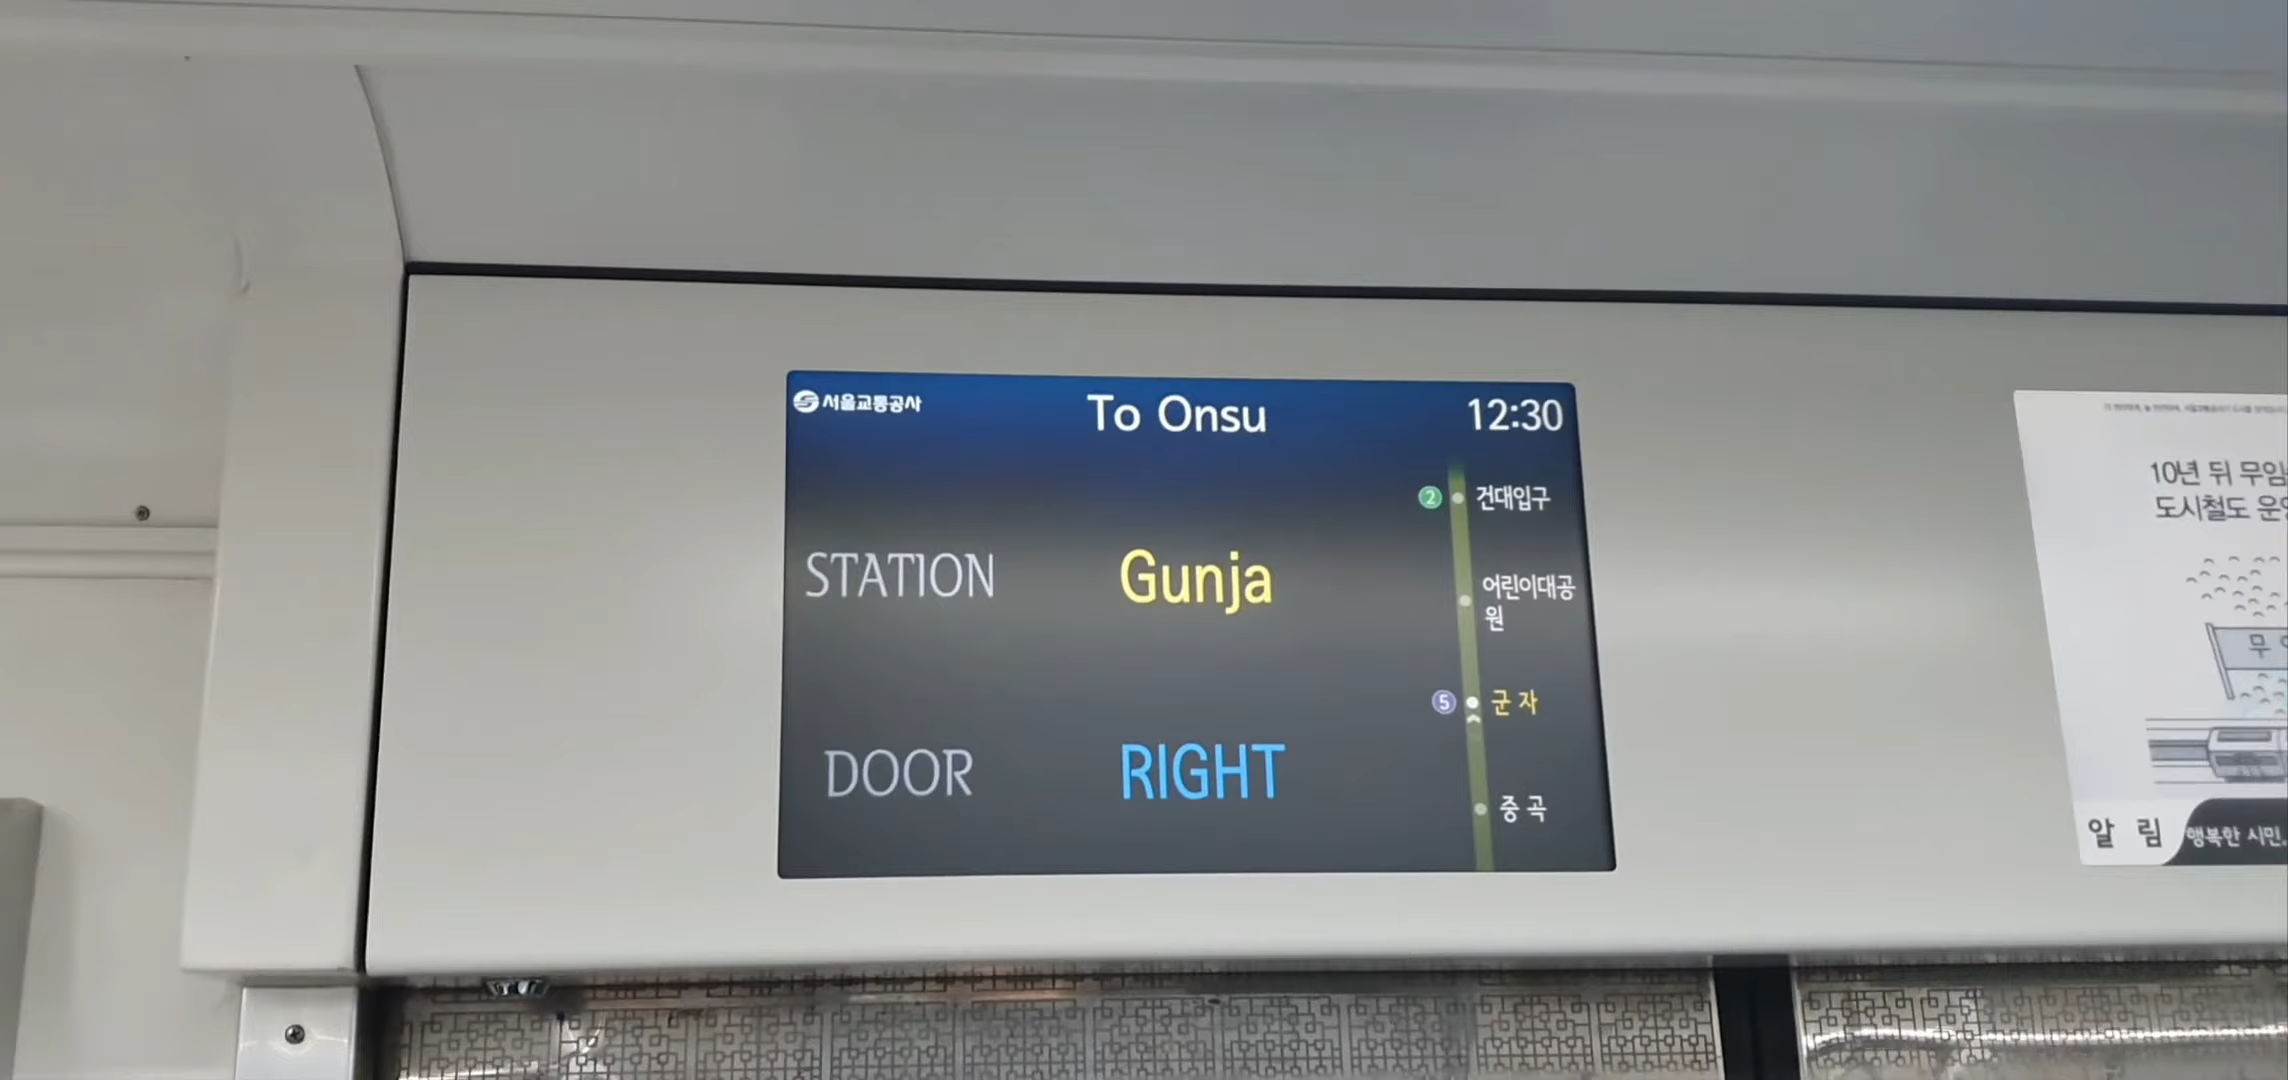 서울교통공사
To Onsu
12:30
STATION
Gunja
DOOR
RIGHT
2 건대입구
어린이대공
원
5 군자
중곡
10년 뒤 무임
도시철도 운영
무
알림
행복한 시민